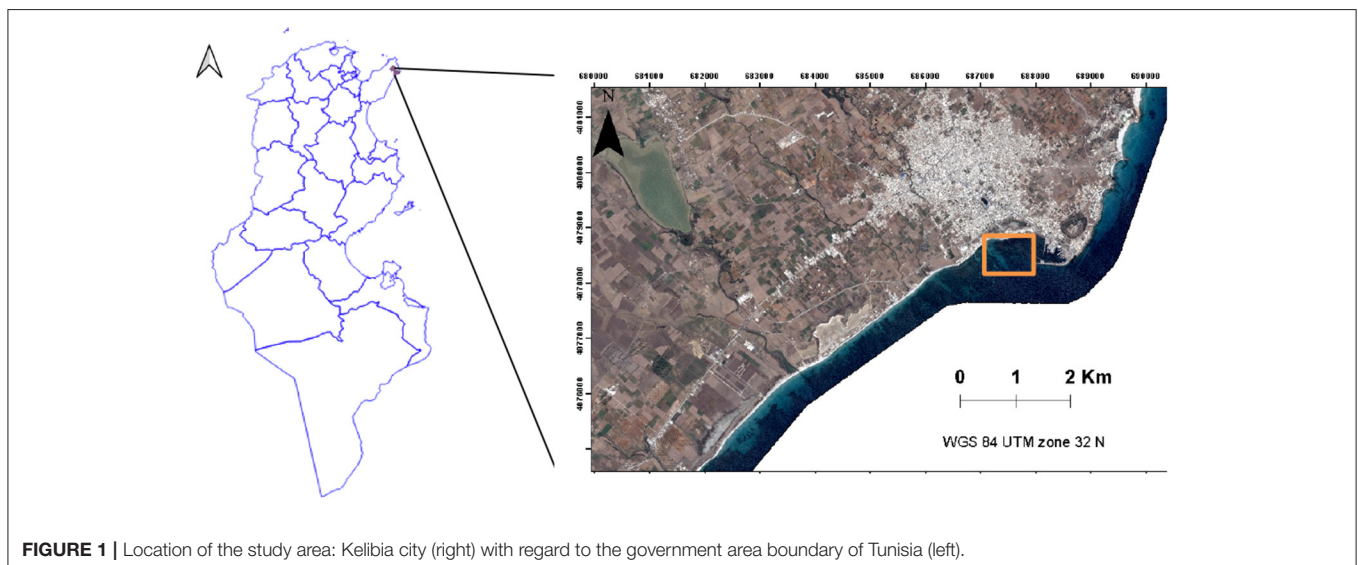 680000 681000 682000 683000 684000 685000 686000 687000 688000 689000 690000
N
4081000
4080000
4079000
4078000
4077000
4076000
0 1 2 Km
WGS 84 UTM zone 32 N
FIGURE 1 | Location of the study area: Kelibia city (right) with regard to the government area boundary of Tunisia (left).